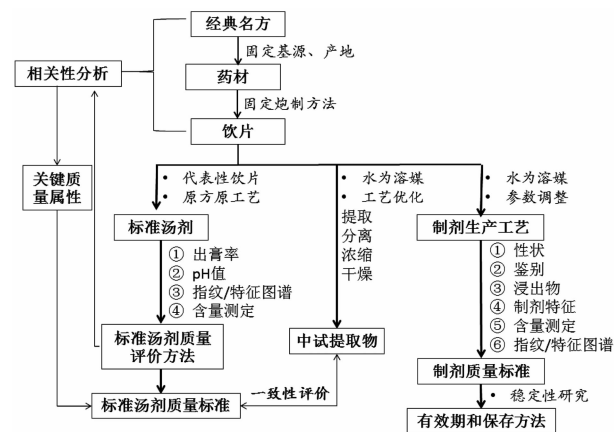 经典名方
固定基源、产地
相关性分析
药材
固定炮制方法
饮片
关键质
量属性
• 代表性饮片
• 原方原工艺
• 水为溶媒
• 工艺优化
• 水为溶媒
• 参数调整
标准汤剂
提取
分离
浓缩
干燥
制剂生产工艺
① 出膏率
② pH值
③ 指纹/特征图谱
④ 含量测定
① 性状
② 鉴别
③ 浸出物
④ 制剂特征
⑤ 含量测定
⑥ 指纹/特征图谱
标准汤剂质量
评价方法
中试提取物
制剂质量标准
一致性评价
• 稳定性研究
标准汤剂质量标准
有效期和保存方法